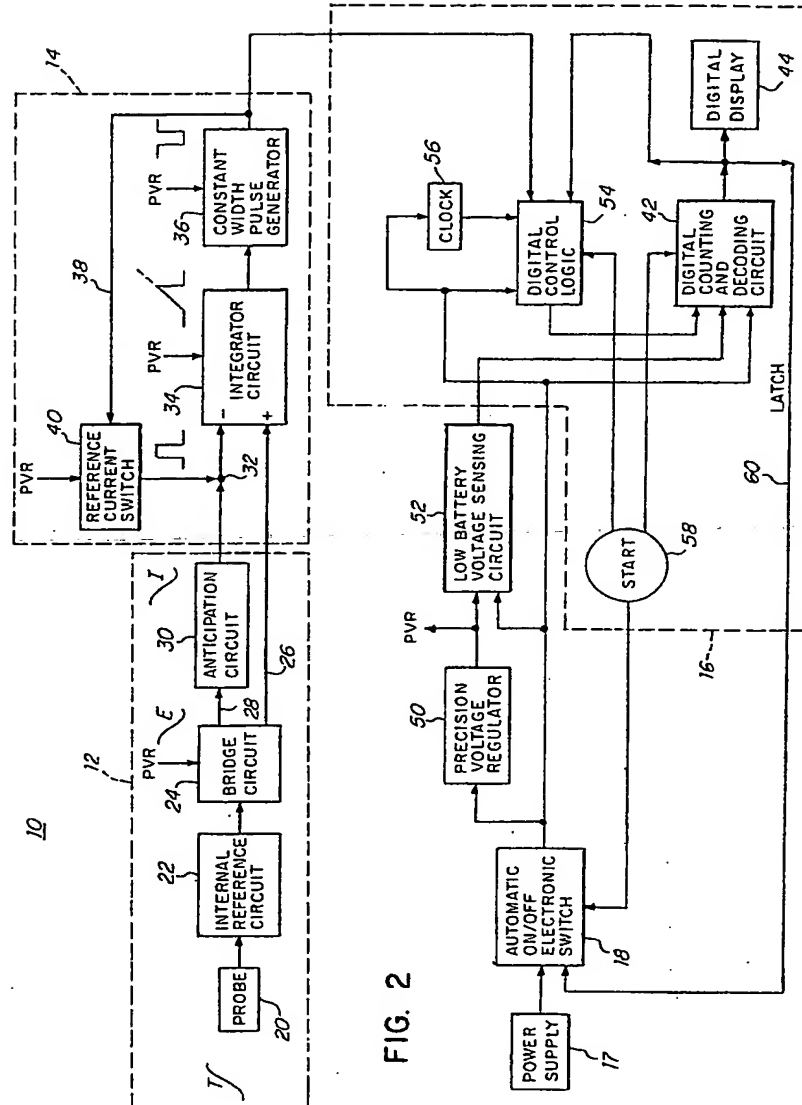 10
12
T
PROBE
20
INTERNAL
REFERENCE
CIRCUIT
22
PVR
E
BRIDGE
CIRCUIT
24
28
26
I
ANTICIPATION
CIRCUIT
30
14
PVR
REFERENCE
CURRENT
SWITCH
40
38
32
PVR
-
+
INTEGRATOR
CIRCUIT
34
PVR
CONSTANT
WIDTH
PULSE
GENERATOR
36
FIG. 2
POWER
SUPPLY
17
AUTOMATIC
ON/OFF
ELECTRONIC
SWITCH
18
PRECISION
VOLTAGE
REGULATOR
50
PVR
LOW BATTERY
VOLTAGE SENSING
CIRCUIT
52
CLOCK
56
DIGITAL
CONTROL
LOGIC
54
DIGITAL
COUNTING
AND
DECODING
CIRCUIT
42
DIGITAL
DISPLAY
44
START
58
16
LATCH
60